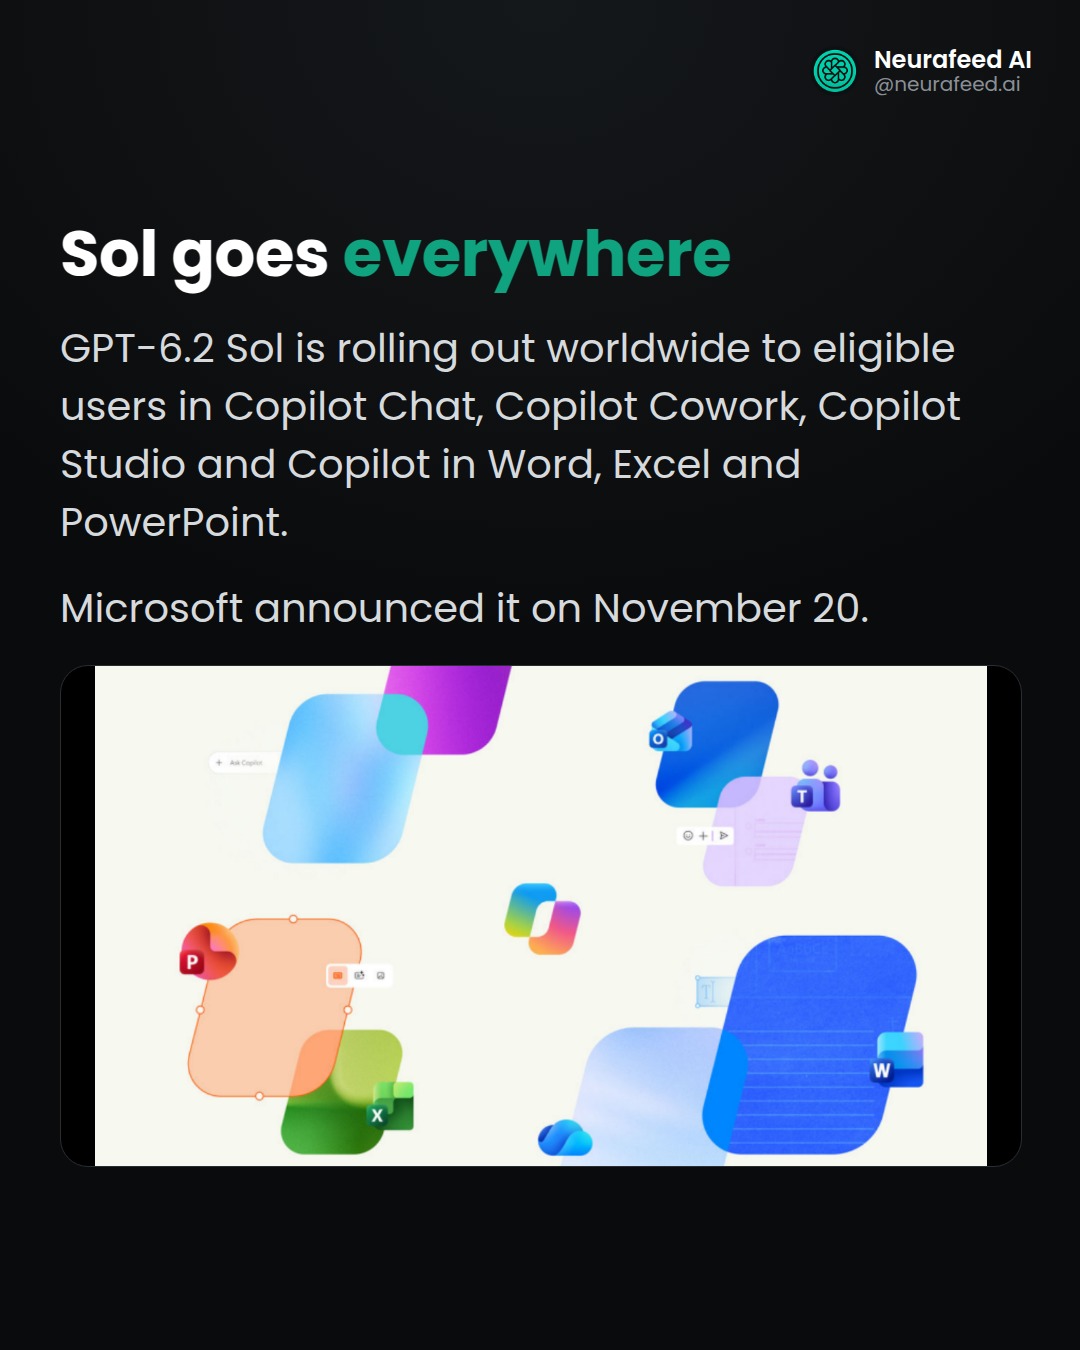 Neurafeed AI
@neurafeed.ai
Sol goes everywhere
GPT-6.2 Sol is rolling out worldwide to eligible
users in Copilot Chat, Copilot Cowork, Copilot
Studio and Copilot in Word, Excel and
PowerPoint.
Microsoft announced it on November 20.
Ask Copilot
O
T
P
X
W